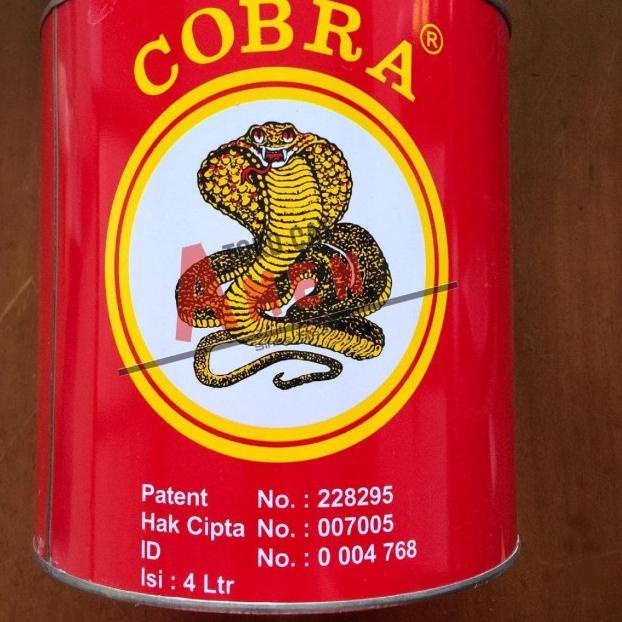 COBRA®
Patent No. : 228295
Hak Cipta No. : 007005
ID No. : 0 004 768
Isi : 4 Ltr